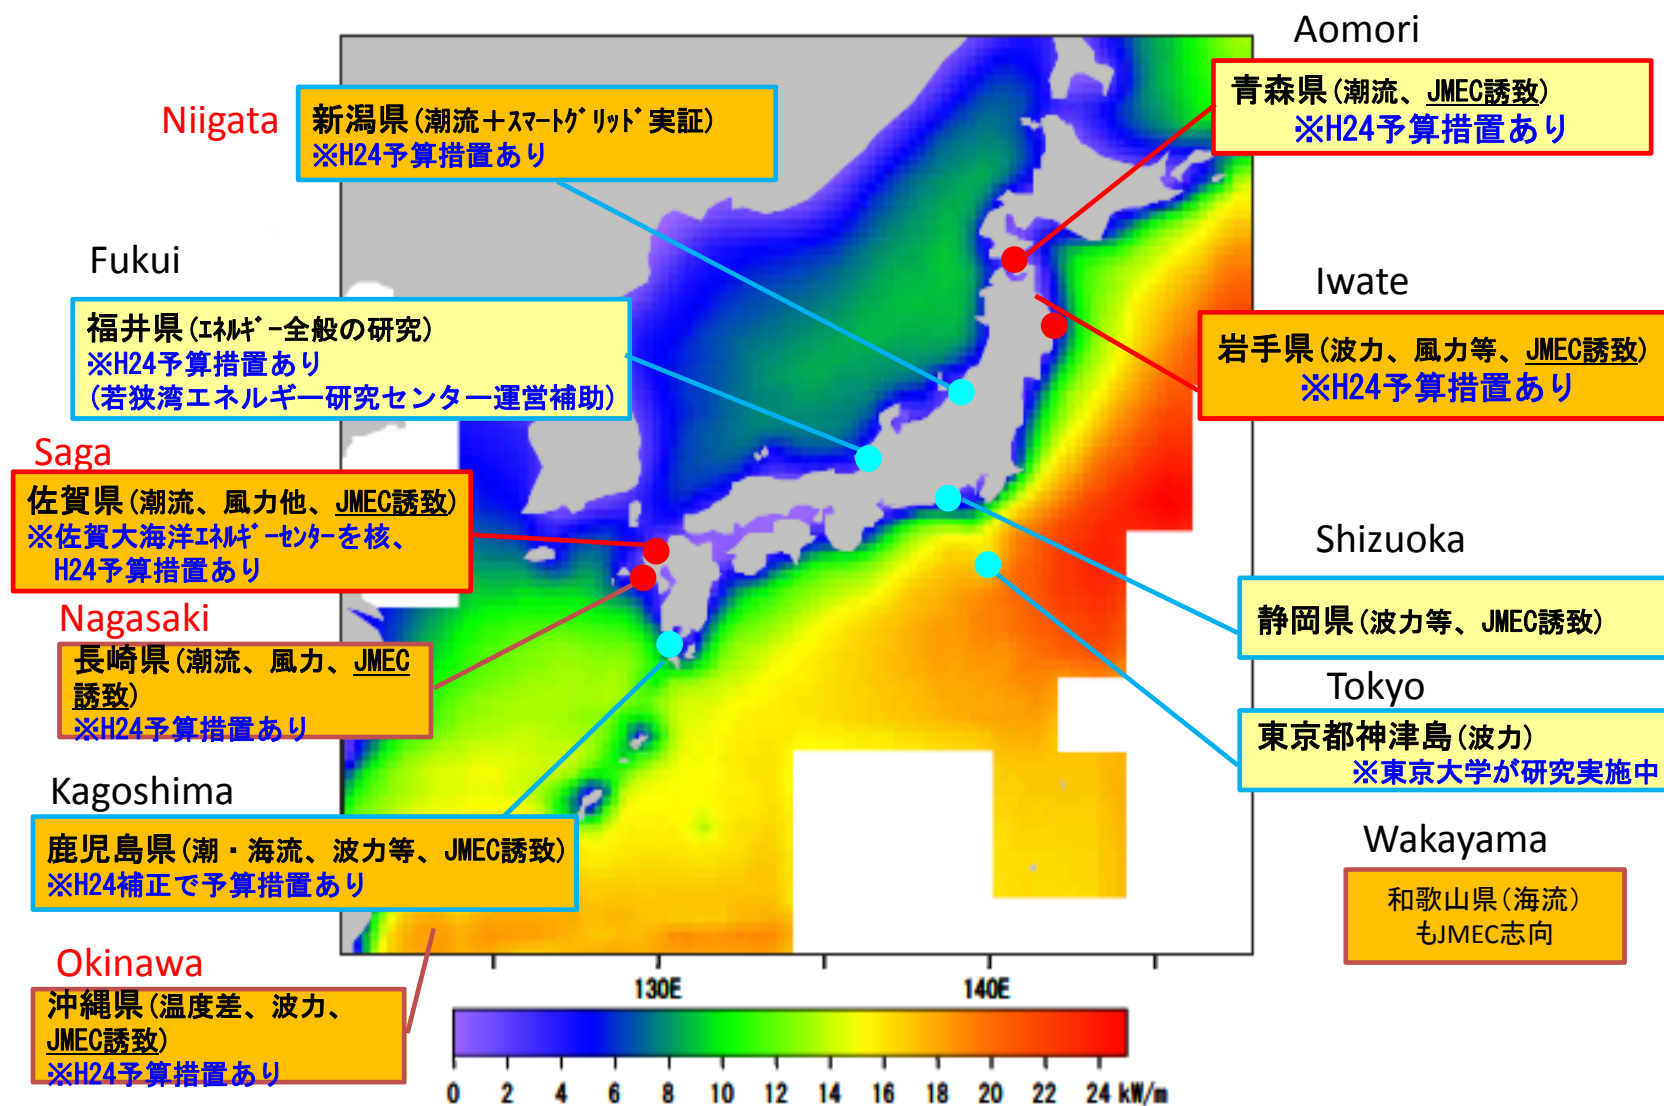 Aomori
青森県(潮流、JMEC誘致)
※H24予算措置あり
Niigata
新潟県(潮流＋ｽﾏｰﾄｸﾞﾘｯﾄﾞ実証)
※H24予算措置あり
Fukui
福井県(ｴﾈﾙｷﾞｰ全般の研究)
※H24予算措置あり
(若狭湾エネルギー研究センター運営補助)
Iwate
岩手県(波力、風力等、JMEC誘致)
※H24予算措置あり
Saga
佐賀県(潮流、風力他、JMEC誘致)
※佐賀大海洋ｴﾈﾙｷﾞｰｾﾝﾀｰを核、
H24予算措置あり
Shizuoka
静岡県(波力等、JMEC誘致)
Nagasaki
長崎県(潮流、風力、JMEC
誘致)
※H24予算措置あり
Tokyo
東京都神津島(波力)
※東京大学が研究実施中
Kagoshima
鹿児島県(潮・海流、波力等、JMEC誘致)
※H24補正で予算措置あり
Wakayama
和歌山県(海流)
もJMEC志向
Okinawa
沖縄県(温度差、波力、
JMEC誘致)
※H24予算措置あり
130E 140E
0 2 4 6 8 10 12 14 16 18 20 22 24 kW/m